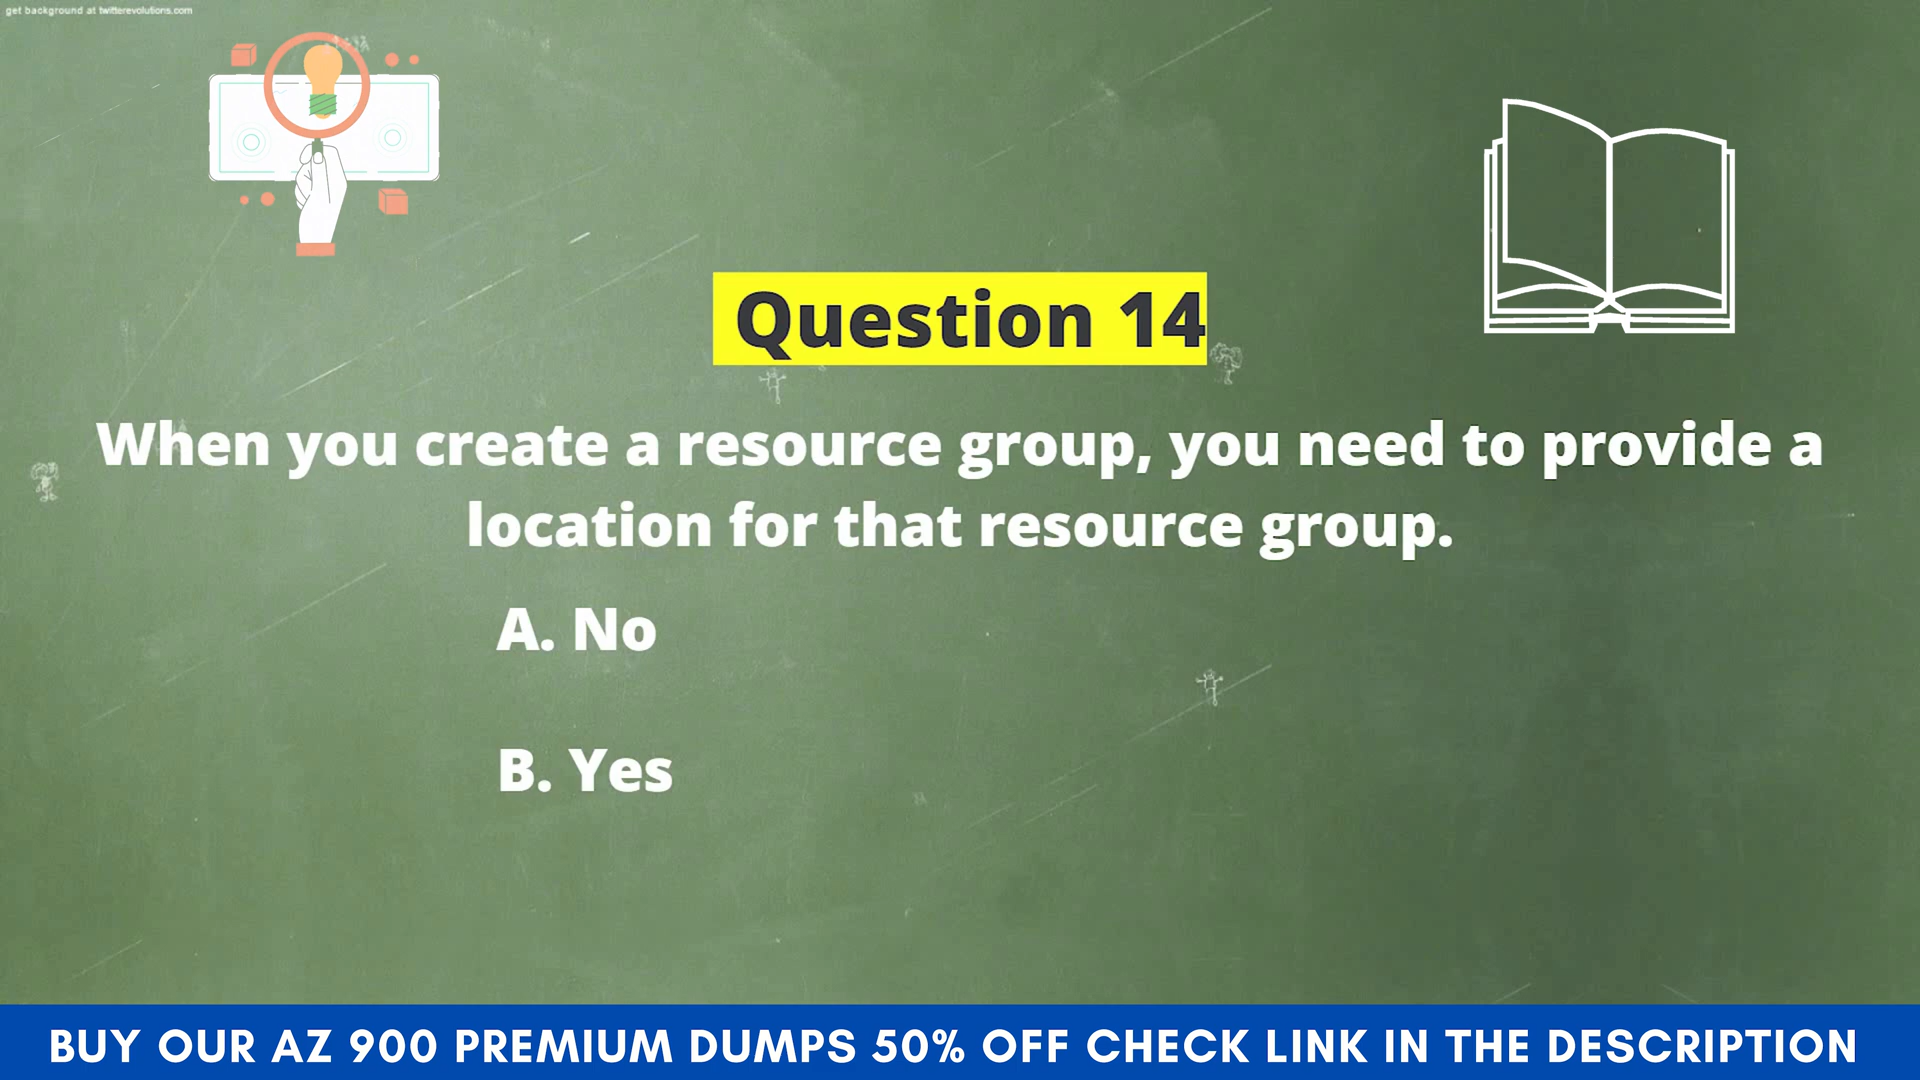 get background at twitterevolutions.com
Question 14
When you create a resource group, you need to provide a
location for that resource group.
A. No
B. Yes
BUY OUR AZ 900 PREMIUM DUMPS 50% OFF CHECK LINK IN THE DESCRIPTION